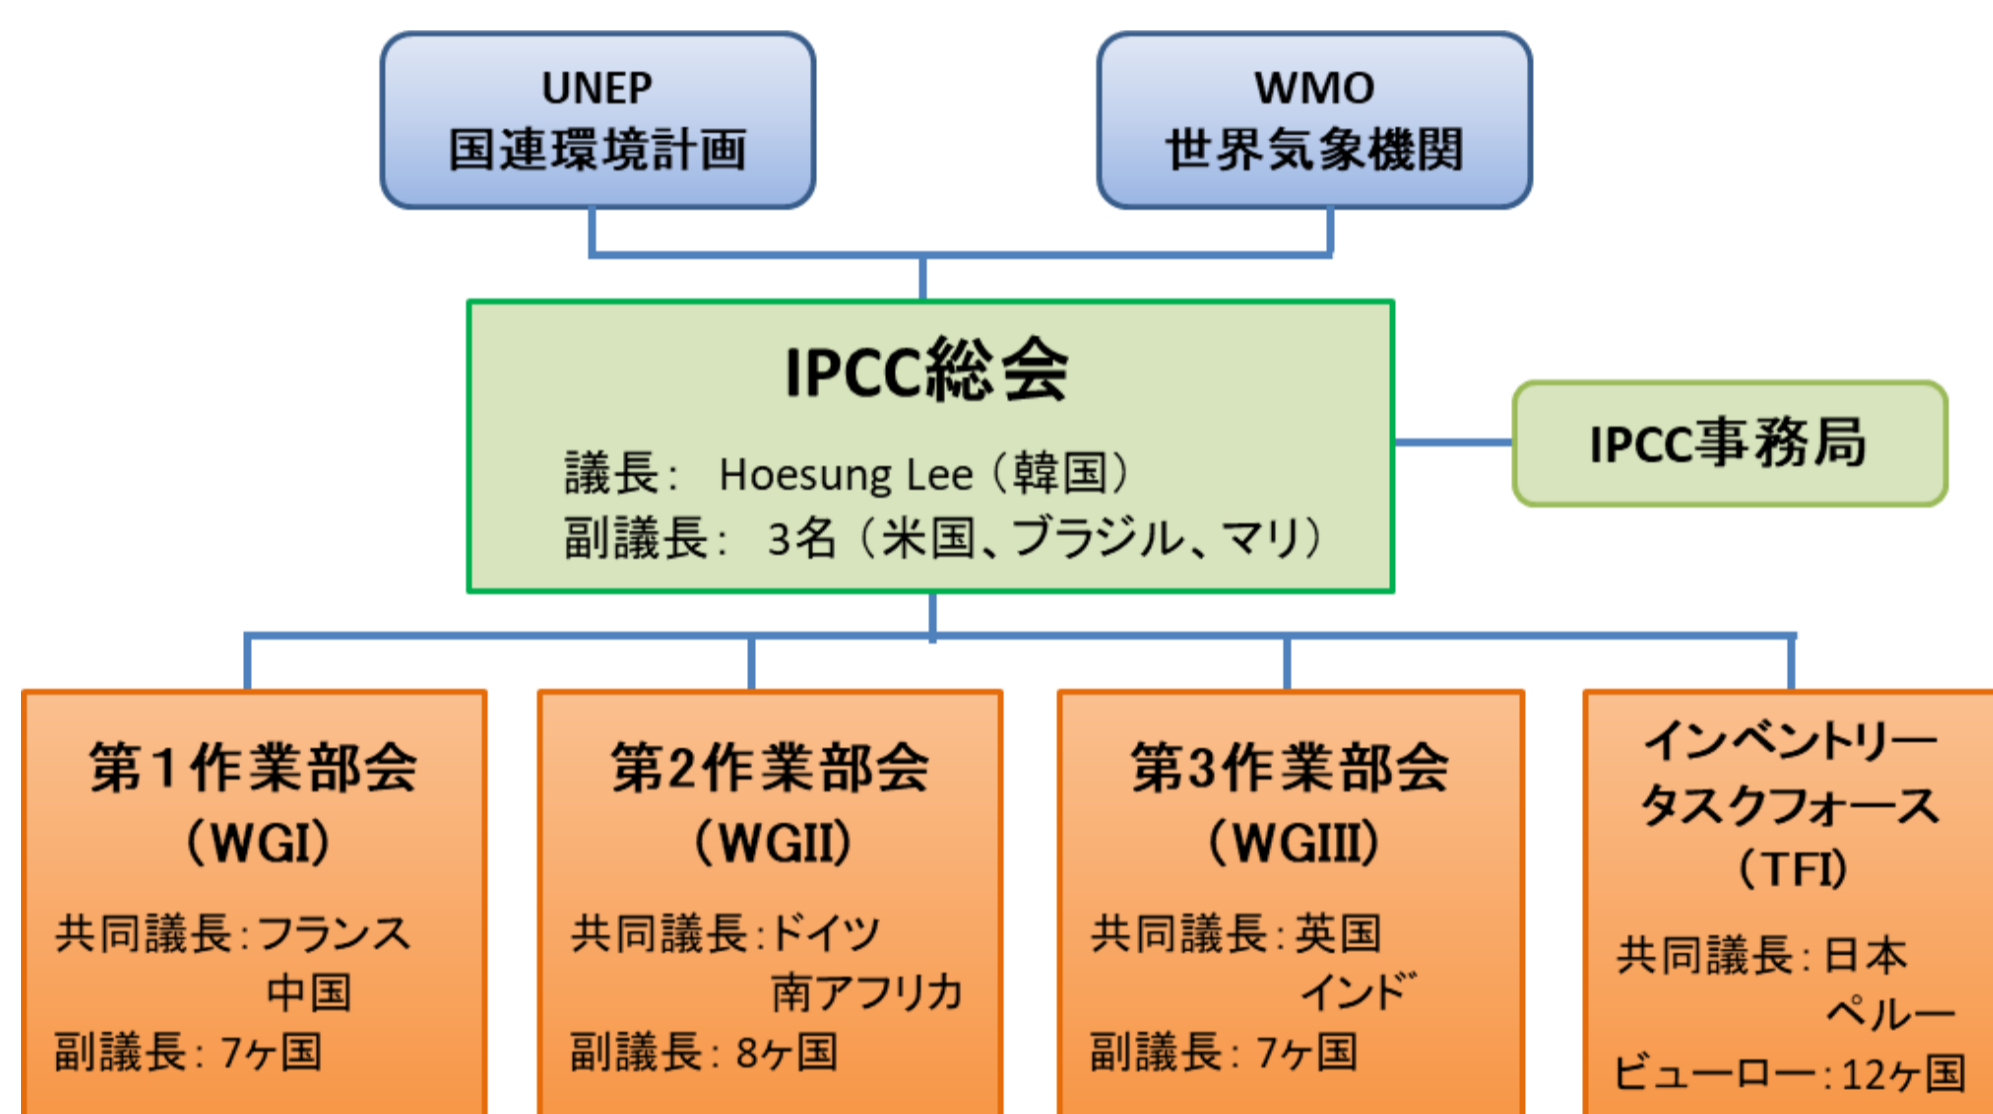 UNEP
国連環境計画
WMO
世界気象機関
IPCC総会
議長： Hoesung Lee（韓国）
副議長： 3名（米国、ブラジル、マリ）
IPCC事務局
第１作業部会
（WGI）
共同議長：フランス
中国
副議長：7ヶ国
第2作業部会
（WGII）
共同議長：ドイツ
南アフリカ
副議長：8ヶ国
第3作業部会
（WGIII）
共同議長：英国
インド
副議長：7ヶ国
インベントリー
タスクフォース
（TFI）
共同議長：日本
ペルー
ビューロー：12ヶ国